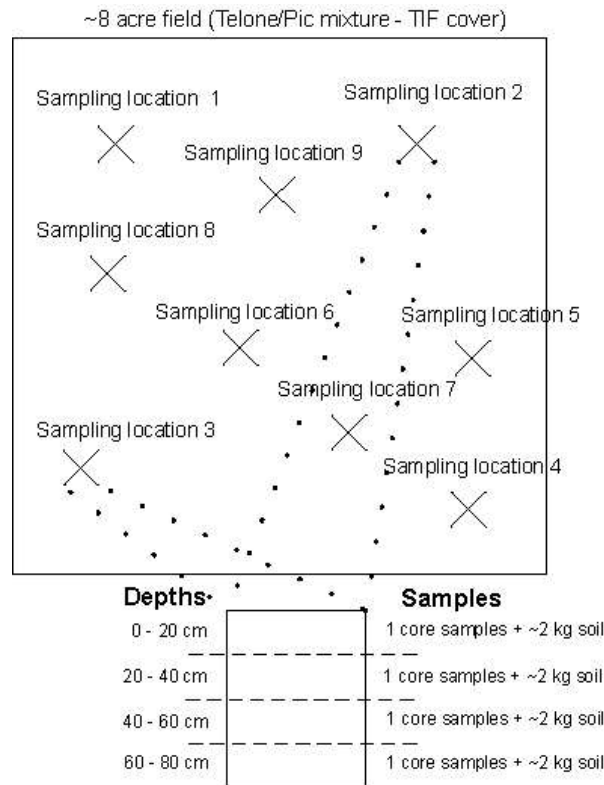 ~8 acre field (Telone/Pic mixture - TIF cover)
Sampling location 1
Sampling location 2
Sampling location 9
Sampling location 8
Sampling location 6
Sampling location 5
Sampling location 7
Sampling location 3
Sampling location 4
Depths
Samples
0 - 20 cm
1 core samples + ~2 kg soil
20 - 40 cm
1 core samples + ~2 kg soil
40 - 60 cm
1 core samples + ~2 kg soil
60 - 80 cm
1 core samples + ~2 kg soil